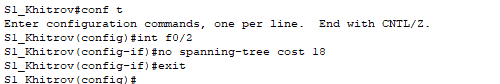 S1_Khitrov#conf t
Enter configuration commands, one per line.  End with CNTL/Z.
S1_Khitrov(config)#int f0/2
S1_Khitrov(config-if)#no spanning-tree cost 18
S1_Khitrov(config-if)#exit
S1_Khitrov(config)#